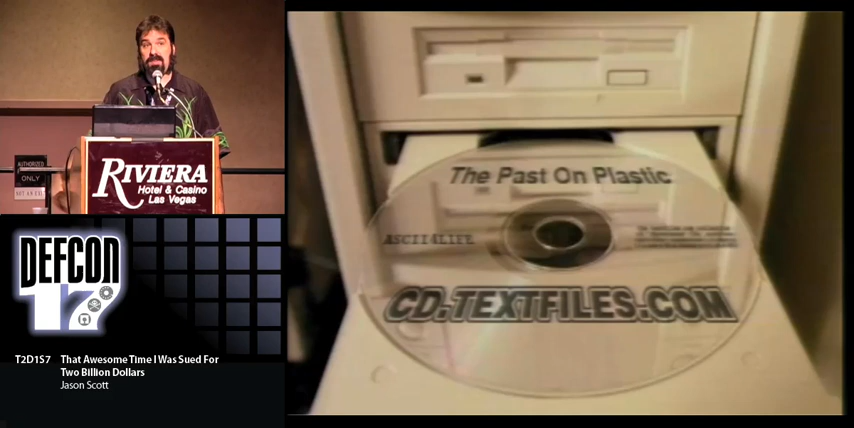 AUTHORIZED
ONLY
RIVIERA
Hotel & Casino
Las Vegas
DEFCON
17
T2D1S7 That Awesome Time I Was Sued For
Two Billion Dollars
Jason Scott
The Past On Plastic
ASCII4LIFE
CD.TEXTFILES.COM